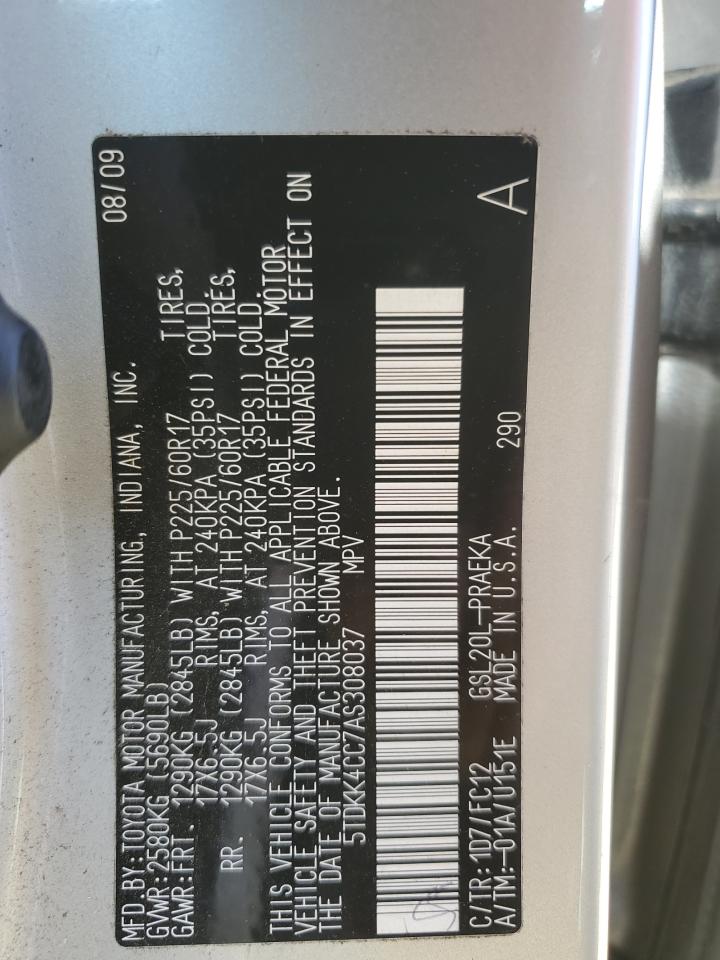 MFD.BY:TOYOTA MOTOR MANUFACTURING, INDIANA, INC. 08/09
GVWR:2580KG (5690LB)
GAWR:FRT. 1290KG (2845LB) WITH P225/60R17 TIRES,
17X6.5J RIMS, AT 240KPA (35PSI) COLD.
RR. 1290KG (2845LB) WITH P225/60R17 TIRES,
17X6.5J RIMS, AT 240KPA (35PSI) COLD.
THIS VEHICLE CONFORMS TO ALL APPLICABLE FEDERAL MOTOR
VEHICLE SAFETY AND THEFT PREVENTION STANDARDS IN EFFECT ON
THE DATE OF MANUFACTURE SHOWN ABOVE.
5TDKK4CC7AS308037 MPV
C/TR:1D7/FC12 GSL20L-PRAEKA
A/TM:-01A/U151E MADE IN U.S.A. 290 A